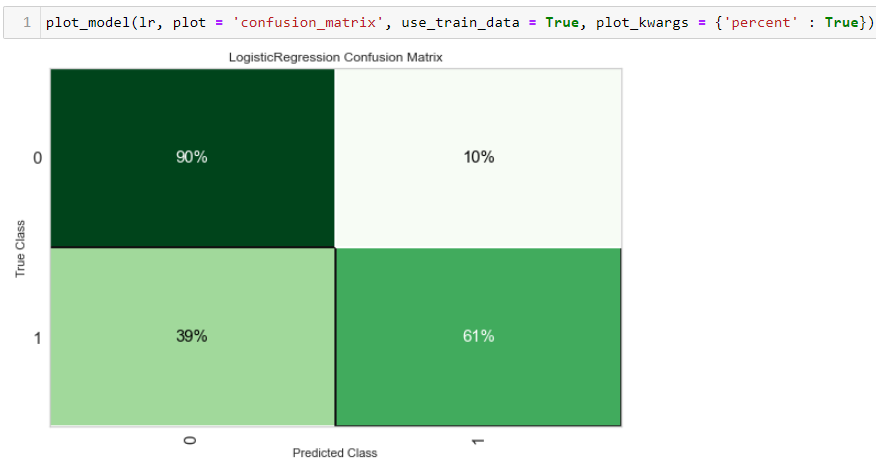 1 plot_model(lr, plot = 'confusion_matrix', use_train_data = True, plot_kwargs = {'percent' : True})
LogisticRegression Confusion Matrix
0
90%
10%
True Class
1
39%
61%
0
1
Predicted Class